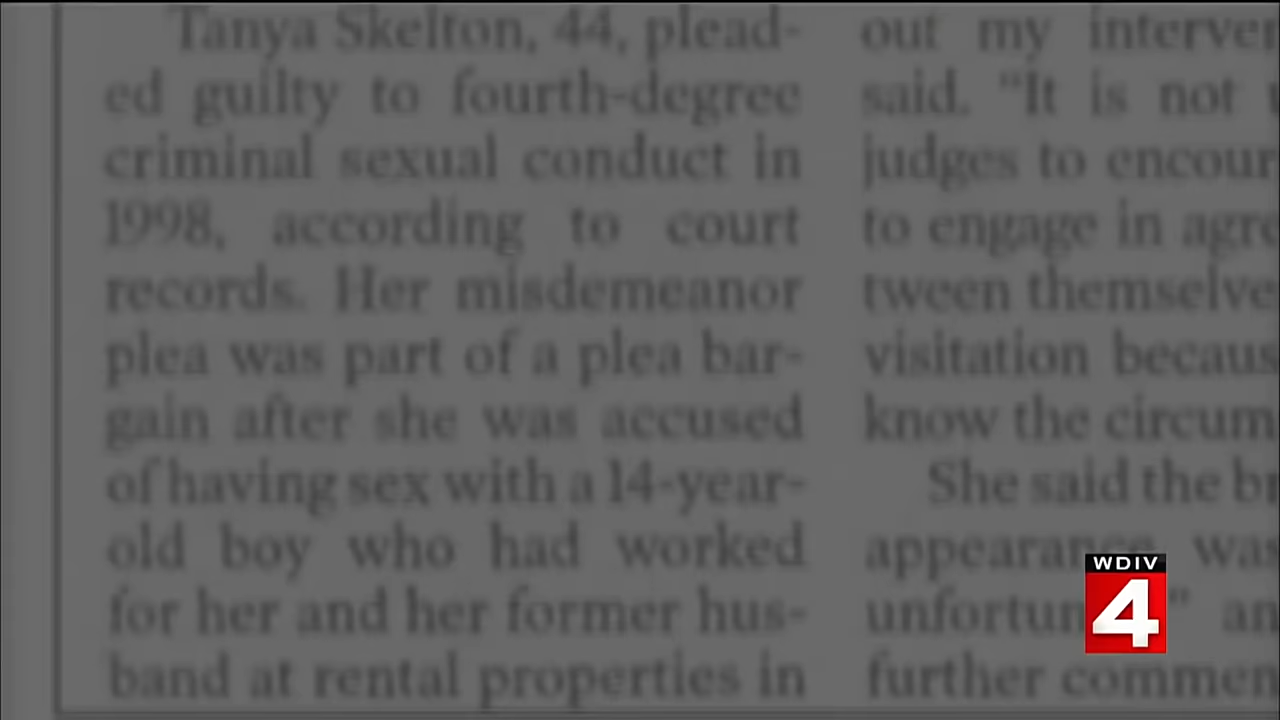 Tanya Skelton, 44, plead-
ed guilty to fourth-degree
criminal sexual conduct in
1998, according to court
records. Her misdemeanor
plea was part of a plea bar-
gain after she was accused
of having sex with a 14-year-
old boy who had worked
for her and her former hus-
band at rental properties in
out my interven
said. "It is not
judges to encour
to engage in agre
tween themselve
visitation becaus
know the circum
She said the br
appearance was
unfortun " an
further commen
WDIV
4